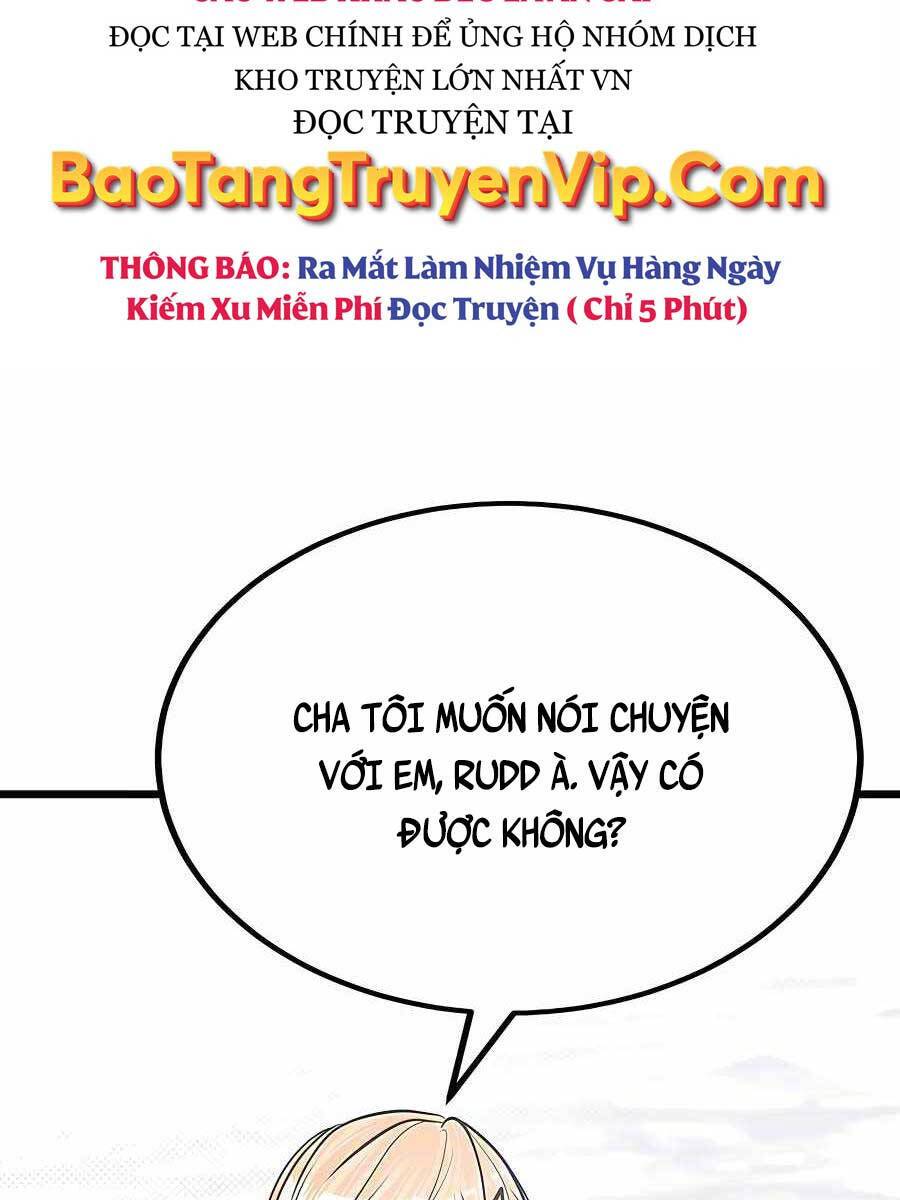 ĐỌC TẠI WEB CHÍNH ĐỂ ỦNG HỘ NHÓM DỊCH
KHO TRUYỆN LỚN NHẤT VN
ĐỌC TRUYỆN TẠI
BaoTangTruyenVip.Com
THÔNG BÁO: Ra Mắt Làm Nhiệm Vụ Hàng Ngày
Kiếm Xu Miễn Phí Đọc Truyện ( Chỉ 5 Phút)
CHA TÔI MUỐN NÓI CHUYỆN
VỚI EM, RUDD À. VẬY CÓ
ĐƯỢC KHÔNG?